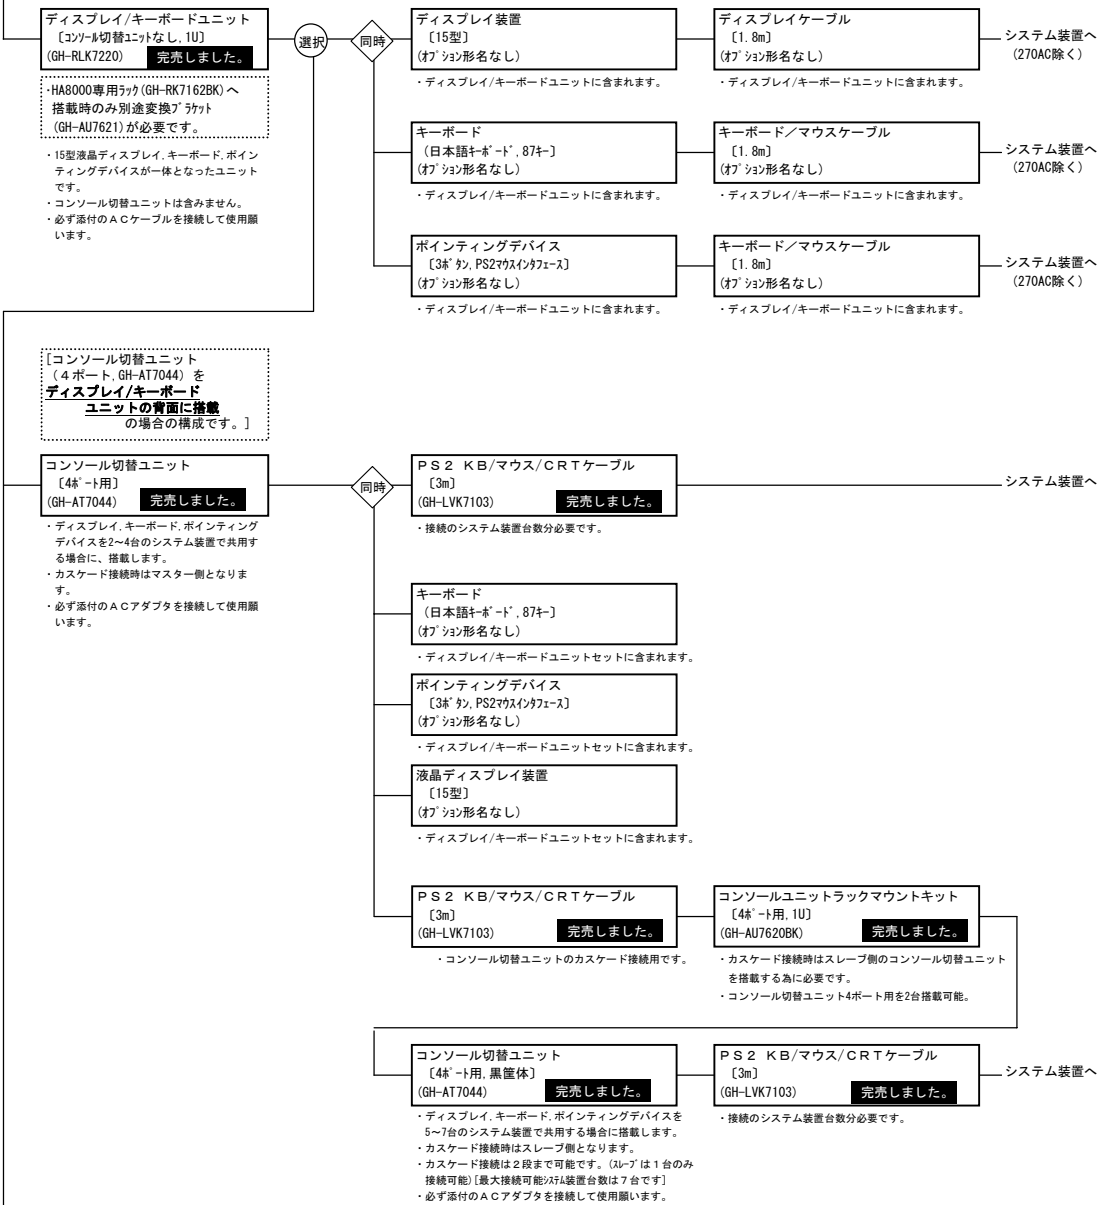 ディスプレイ/キーボードユニット
〔ｺﾝｿｰﾙ切替ﾕﾆｯﾄなし, 1U〕
(GH-RLK7220) 完売しました。
・HA8000専用ﾗｯｸ(GH-RK7162BK)へ
搭載時のみ別途変換ﾌﾞﾗｹｯﾄ
(GH-AU7621)が必要です。
・15型液晶ディスプレイ, キーボード, ポイン
ティングデバイスが一体となったユニット
です。
・コンソール切替ユニットは含みません。
・必ず添付のＡＣケーブルを接続して使用願
います。
選択
同時
ディスプレイ装置
〔15型〕
(ｵﾌﾟｼｮﾝ形名なし)
・ディスプレイ/キーボードユニットに含まれます。
ディスプレイケーブル
〔1.8m〕
(ｵﾌﾟｼｮﾝ形名なし)
・ディスプレイ/キーボードユニットに含まれます。
システム装置へ
(270AC除く)
キーボード
（日本語ｷｰﾎﾞｰﾄﾞ, 87ｷｰ〕
(ｵﾌﾟｼｮﾝ形名なし)
・ディスプレイ/キーボードユニットに含まれます。
キーボード／マウスケーブル
〔1.8m〕
(ｵﾌﾟｼｮﾝ形名なし)
・ディスプレイ/キーボードユニットに含まれます。
システム装置へ
(270AC除く)
ポインティングデバイス
〔3ﾎﾞﾀﾝ, PS2ﾏｳｽｲﾝﾀﾌｪｰｽ〕
(ｵﾌﾟｼｮﾝ形名なし)
・ディスプレイ/キーボードユニットに含まれます。
キーボード／マウスケーブル
〔1.8m〕
(ｵﾌﾟｼｮﾝ形名なし)
・ディスプレイ/キーボードユニットに含まれます。
システム装置へ
(270AC除く)
[コンソール切替ユニット
（４ポート, GH-AT7044）を
ディスプレイ/キーボード
ユニットの背面に搭載
の場合の構成です。]
コンソール切替ユニット
〔4ﾎﾟｰﾄ用〕
(GH-AT7044) 完売しました。
・ディスプレイ, キーボード, ポインティング
デバイスを2～4台のシステム装置で共用す
る場合に、搭載します。
・カスケード接続時はマスター側となりま
す。
・必ず添付のＡＣアダプタを接続して使用願
います。
同時
ＰＳ２ ＫＢ/マウス/ＣＲＴケーブル
〔3m〕
(GH-LVK7103) 完売しました。
・接続のシステム装置台数分必要です。
システム装置へ
キーボード
（日本語ｷｰﾎﾞｰﾄﾞ, 87ｷｰ〕
(ｵﾌﾟｼｮﾝ形名なし)
・ディスプレイ/キーボードユニットセットに含まれます。
ポインティングデバイス
〔3ﾎﾞﾀﾝ, PS2ﾏｳｽｲﾝﾀﾌｪｰｽ〕
(ｵﾌﾟｼｮﾝ形名なし)
・ディスプレイ/キーボードユニットセットに含まれます。
液晶ディスプレイ装置
〔15型〕
(ｵﾌﾟｼｮﾝ形名なし)
・ディスプレイ/キーボードユニットセットに含まれます。
ＰＳ２ ＫＢ/マウス/ＣＲＴケーブル
〔3m〕
(GH-LVK7103) 完売しました。
・コンソール切替ユニットのカスケード接続用です。
コンソールユニットラックマウントキット
〔4ﾎﾟｰﾄ用, 1U〕
(GH-AU7620BK) 完売しました。
・カスケード接続時はスレーブ側のコンソール切替ユニット
を搭載する為に必要です。
・コンソール切替ユニット4ポート用を2台搭載可能。
コンソール切替ユニット
〔4ﾎﾟｰﾄ用, 黒筐体〕
(GH-AT7044) 完売しました。
・ディスプレイ, キーボード, ポインティングデバイスを
5～7台のシステム装置で共用する場合に搭載します。
・カスケード接続時はスレーブ側となります。
・カスケード接続は２段まで可能です。(ｽﾚｰﾌﾞは１台のみ
接続可能)[最大接続可能ｼｽﾃﾑ装置台数は７台です]
・必ず添付のＡＣアダプタを接続して使用願います。
ＰＳ２ ＫＢ/マウス/ＣＲＴケーブル
〔3m〕
(GH-LVK7103) 完売しました。
・接続のシステム装置台数分必要です。
システム装置へ